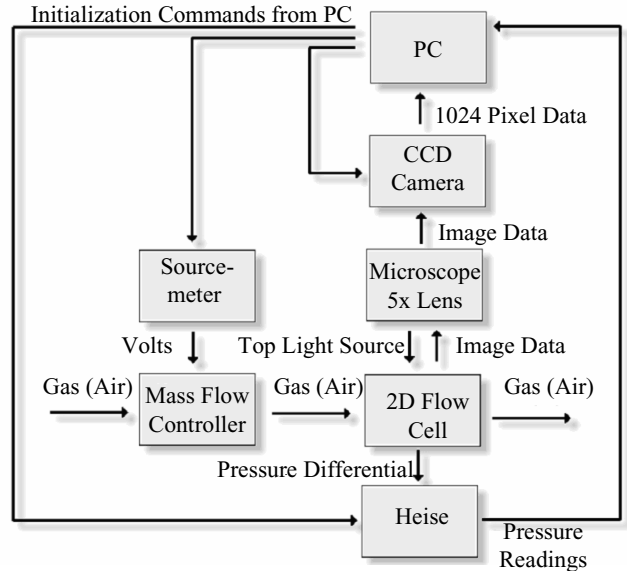 Initialization Commands from PC
PC
1024 Pixel Data
CCD
Camera
Image Data
Source-
meter
Microscope
5x Lens
Volts
Top Light Source
Image Data
Gas (Air)
Mass Flow
Controller
Gas (Air)
2D Flow
Cell
Gas (Air)
Pressure Differential
Heise
Pressure
Readings